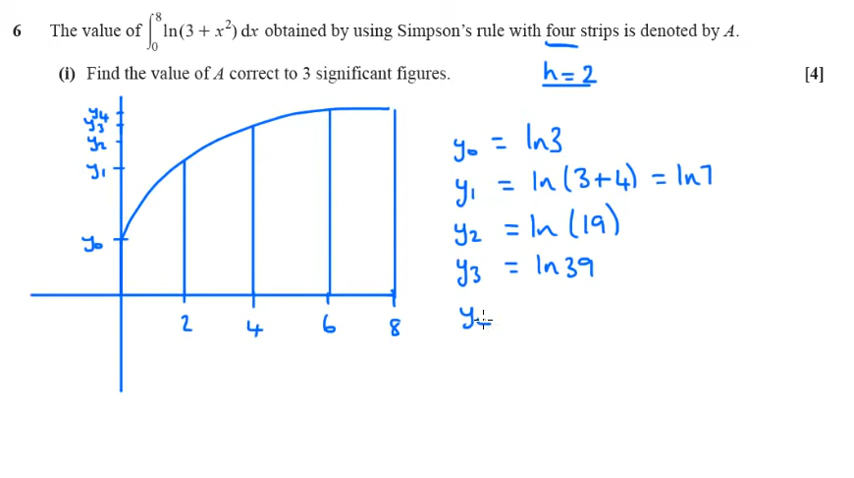 6 The value of ∫₀⁸ ln(3 + x²) dx obtained by using Simpson's rule with four strips is denoted by A.
(i) Find the value of A correct to 3 significant figures. [4]
h = 2
y₄
y₃
y₂
y₁
y₀
2 4 6 8
y₀ = ln3
y₁ = ln(3+4) = ln7
y₂ = ln(19)
y₃ = ln39
y